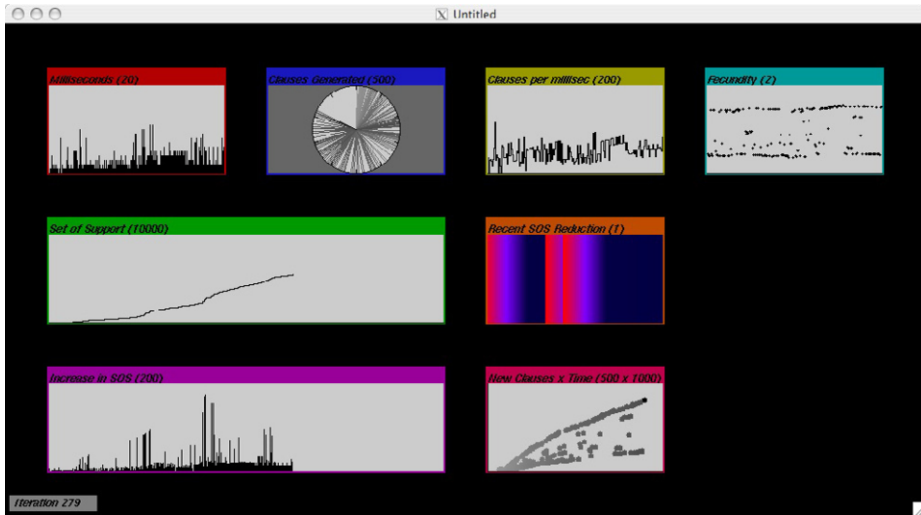 Untitled
Milliseconds (20)
Clauses Generated (500)
Clauses per millisec (200)
Fecundity (2)
Set of Support (10000)
Recent SOS Reduction (1)
Increase in SOS (200)
New Clauses x Time (500 x 1000)
Iteration 279